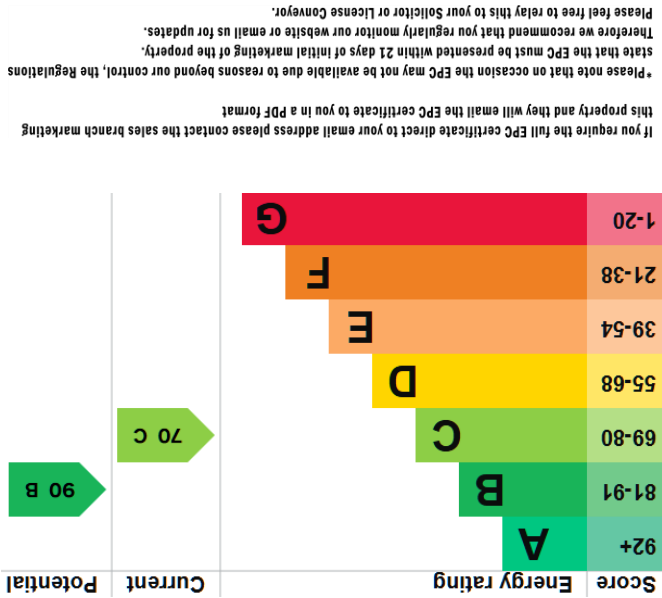 Score Energy rating Current Potential
92+ A
81-91 B 90 B
69-80 C 70 C
55-68 D
39-54 E
21-38 F
1-20 G
If you require the full EPC certificate direct to your email address please contact the sales branch marketing
this property and they will email the EPC certificate to you in a PDF format
*Please note that on occasion the EPC may not be available due to reasons beyond our control, the Regulations
state that the EPC must be presented within 21 days of initial marketing of the property.
Therefore we recommend that you regularly monitor our website or email us for updates.
Please feel free to relay this to your Solicitor or License Conveyor.